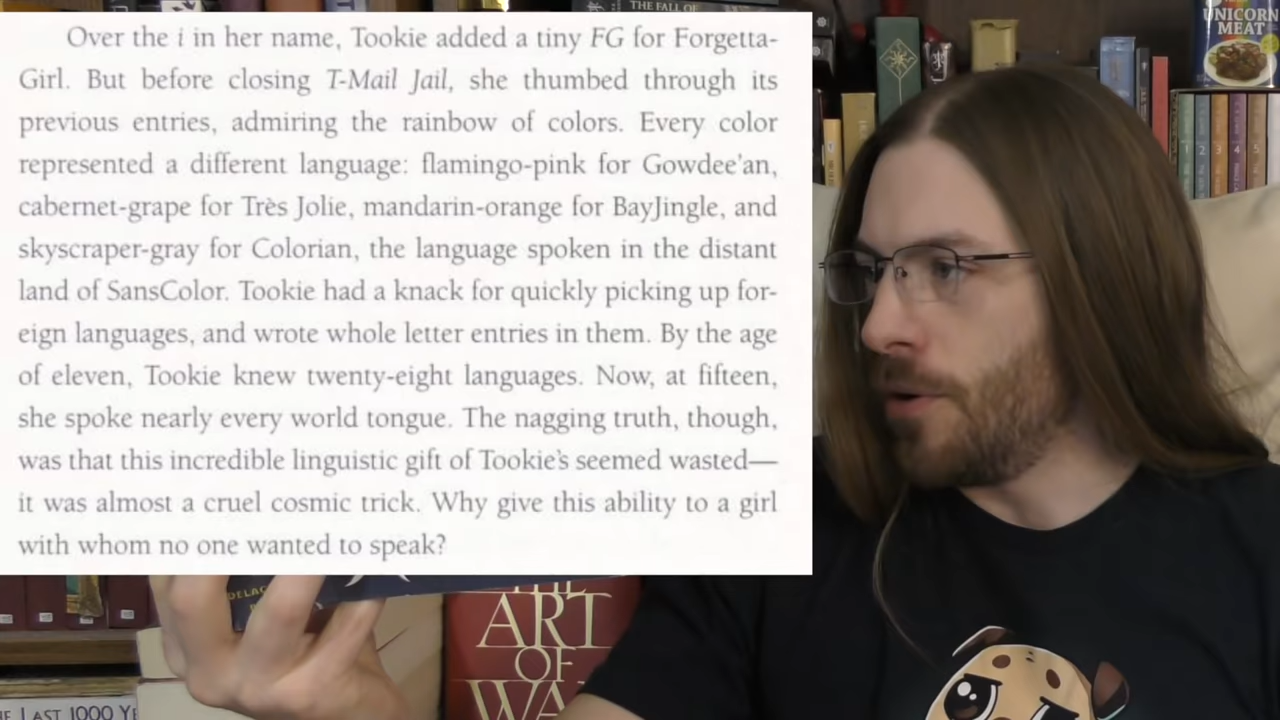 THE FALL OF
UNICORN
MEAT
Over the i in her name, Tookie added a tiny FG for Forgetta-
Girl. But before closing T-Mail Jail, she thumbed through its
previous entries, admiring the rainbow of colors. Every color
represented a different language: flamingo-pink for Gowdee'an,
cabernet-grape for Très Jolie, mandarin-orange for BayJingle, and
skyscraper-gray for Colorian, the language spoken in the distant
land of SansColor. Tookie had a knack for quickly picking up for-
eign languages, and wrote whole letter entries in them. By the age
of eleven, Tookie knew twenty-eight languages. Now, at fifteen,
she spoke nearly every world tongue. The nagging truth, though,
was that this incredible linguistic gift of Tookie's seemed wasted—
it was almost a cruel cosmic trick. Why give this ability to a girl
with whom no one wanted to speak?
1 2 3 4 5
THE
ART
OF
WA
LAST 1000 YE